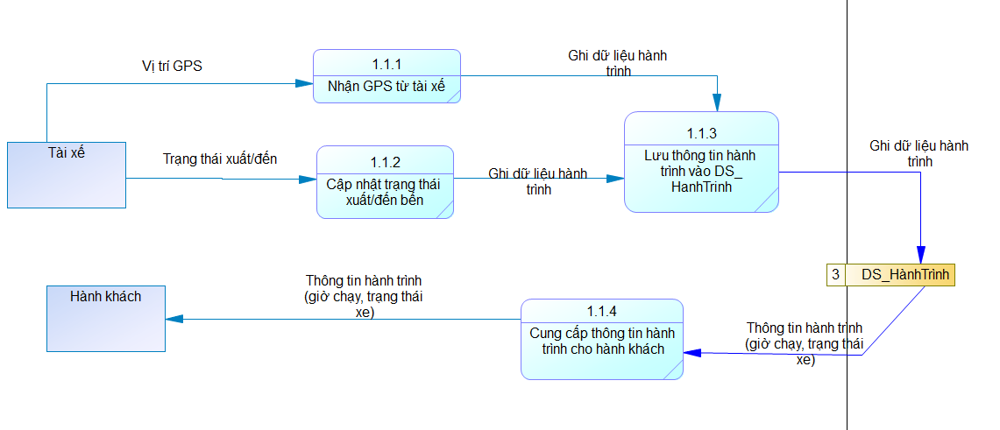 Vị trí GPS
1.1.1
Nhận GPS từ tài xế
Ghi dữ liệu hành
trình
Tài xế
Trạng thái xuất/đến
1.1.2
Cập nhật trạng thái
xuất/đến bến
Ghi dữ liệu hành
trình
1.1.3
Lưu thông tin hành
trình vào DS_
HanhTrinh
Ghi dữ liệu hành
trình
3
DS_HànhTrình
Hành khách
Thông tin hành trình
(giờ chạy, trạng thái
xe)
1.1.4
Cung cấp thông tin hành
trình cho hành khách
Thông tin hành trình
(giờ chạy, trạng thái
xe)